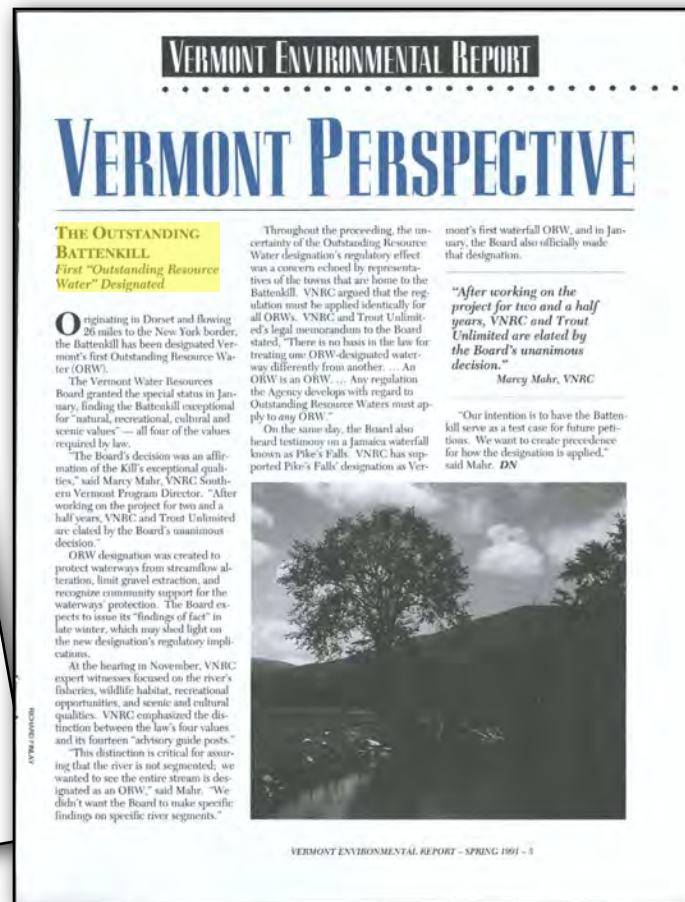 VERMONT ENVIRONMENTAL REPORT
VERMONT PERSPECTIVE
THE OUTSTANDING
BATTENKILL
First "Outstanding Resource
Water" Designated
Originating in Dorset and flowing
26 miles to the New York border,
the Battenkill has been designated Ver-
mont's first Outstanding Resource Wa-
ter (ORW).
The Vermont Water Resources
Board granted the special status in Jan-
uary, finding the Battenkill exceptional
for "natural, recreational, cultural and
scenic values" — all four of the values
required by law.
"The Board's decision was an affir-
mation of the Kill's exceptional quali-
ties," said Marcy Mahr, VNRC South-
ern Vermont Program Director. "After
working on the project for two and a
half years, VNRC and Trout Unlimited
are elated by the Board's unanimous
decision."
ORW designation was created to
protect waterways from streamflow al-
teration, limit gravel extraction, and
recognize community support for the
waterways' protection. The Board ex-
pects to issue its "findings of fact" in
late winter, which may shed light on
the new designation's regulatory impli-
cations.
At the hearing in November, VNRC
expert witnesses focused on the river's
fisheries, wildlife habitat, recreational
opportunities, and scenic and cultural
qualities. VNRC emphasized the dis-
tinction between the law's four values
and its fourteen "advisory guide posts."
"This distinction is critical for assur-
ing that the river is not segmented; we
wanted to see the entire stream is des-
ignated as an ORW," said Mahr. "We
didn't want the Board to make specific
findings on specific river segments."
Throughout the proceeding, the un-
certainty of the Outstanding Resource
Water designation's regulatory effect
was a concern echoed by representa-
tives of the towns that are home to the
Battenkill. VNRC argued that the reg-
ulation must be applied identically for
all ORWs. VNRC and Trout Unlimit-
ed's legal memorandum to the Board
stated, "There is no basis in the law for
treating one ORW-designated water-
way differently from another. ... An
ORW is an ORW. ... Any regulation
the Agency develops with regard to
Outstanding Resource Waters must ap-
ply to any ORW."
On the same day, the Board also
heard testimony on a Jamaica waterfall
known as Pike's Falls. VNRC has sup-
ported Pike's Falls' designation as Ver-
mont's first waterfall ORW, and in Jan-
uary, the Board also officially made
that designation.
"After working on the
project for two and a half
years, VNRC and Trout
Unlimited are elated by
the Board's unanimous
decision."
Marcy Mahr, VNRC
"Our intention is to have the Batten-
kill serve as a test case for future peti-
tions. We want to create precedence
for how the designation is applied,"
said Mahr. DN
RICHARD FINLAY
VERMONT ENVIRONMENTAL REPORT – SPRING 1991 – 5